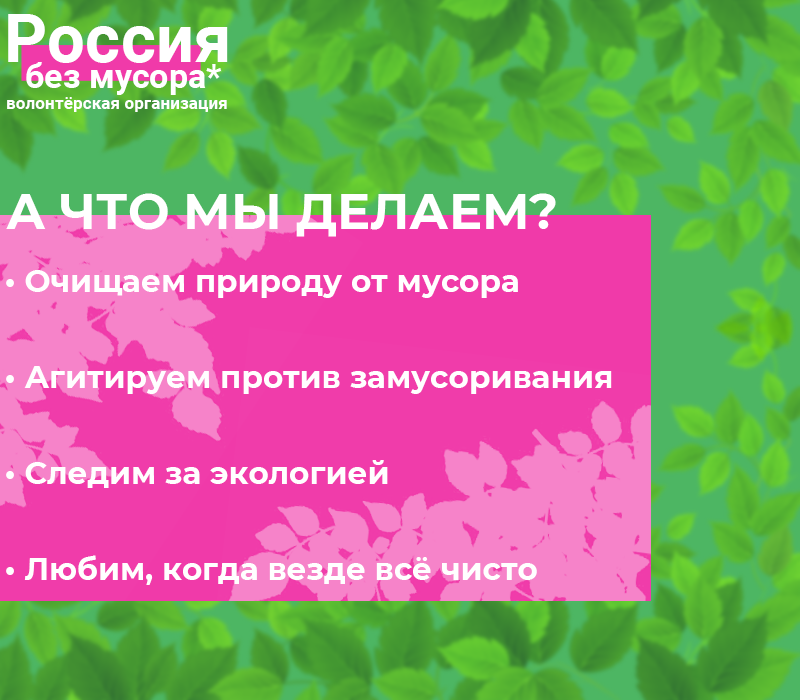 Россия
без мусора*
волонтёрская организация
А ЧТО МЫ ДЕЛАЕМ?
• Очищаем природу от мусора
• Агитируем против замусоривания
• Следим за экологией
• Любим, когда везде всё чисто